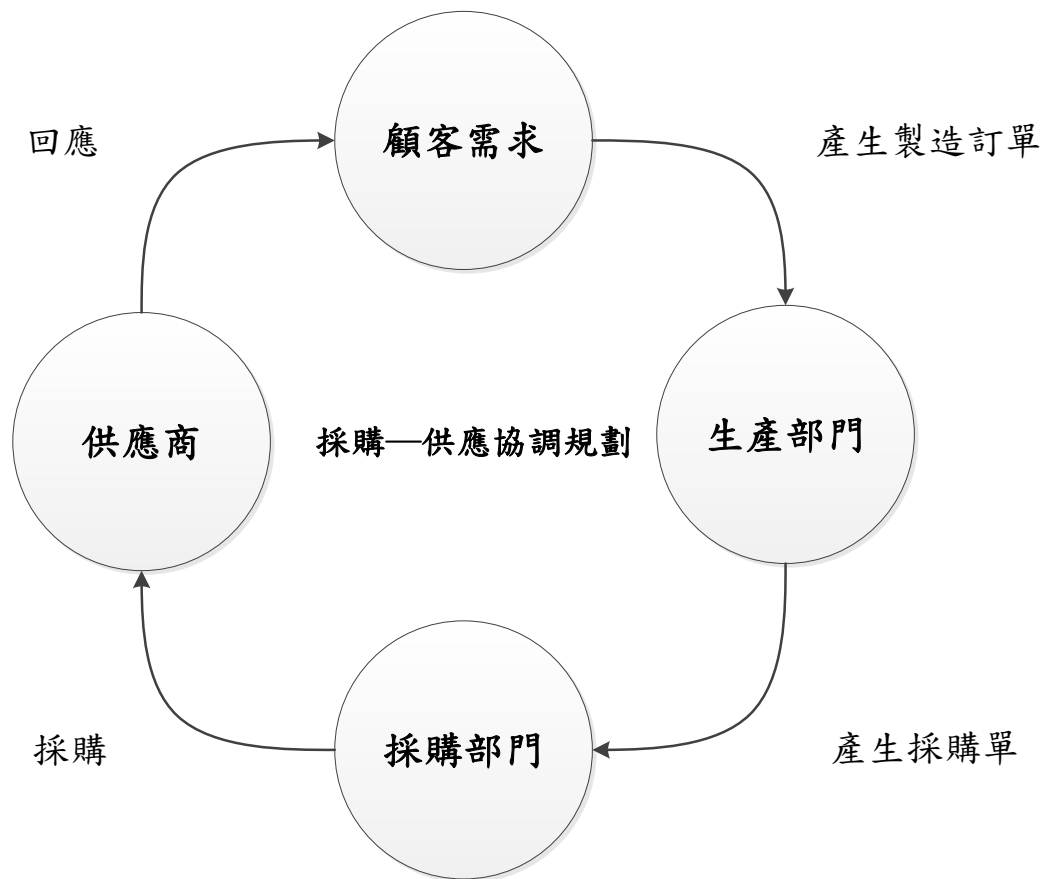 顧客需求
回應
產生製造訂單
供應商
採購—供應協調規劃
生產部門
採購部門
採購
產生採購單